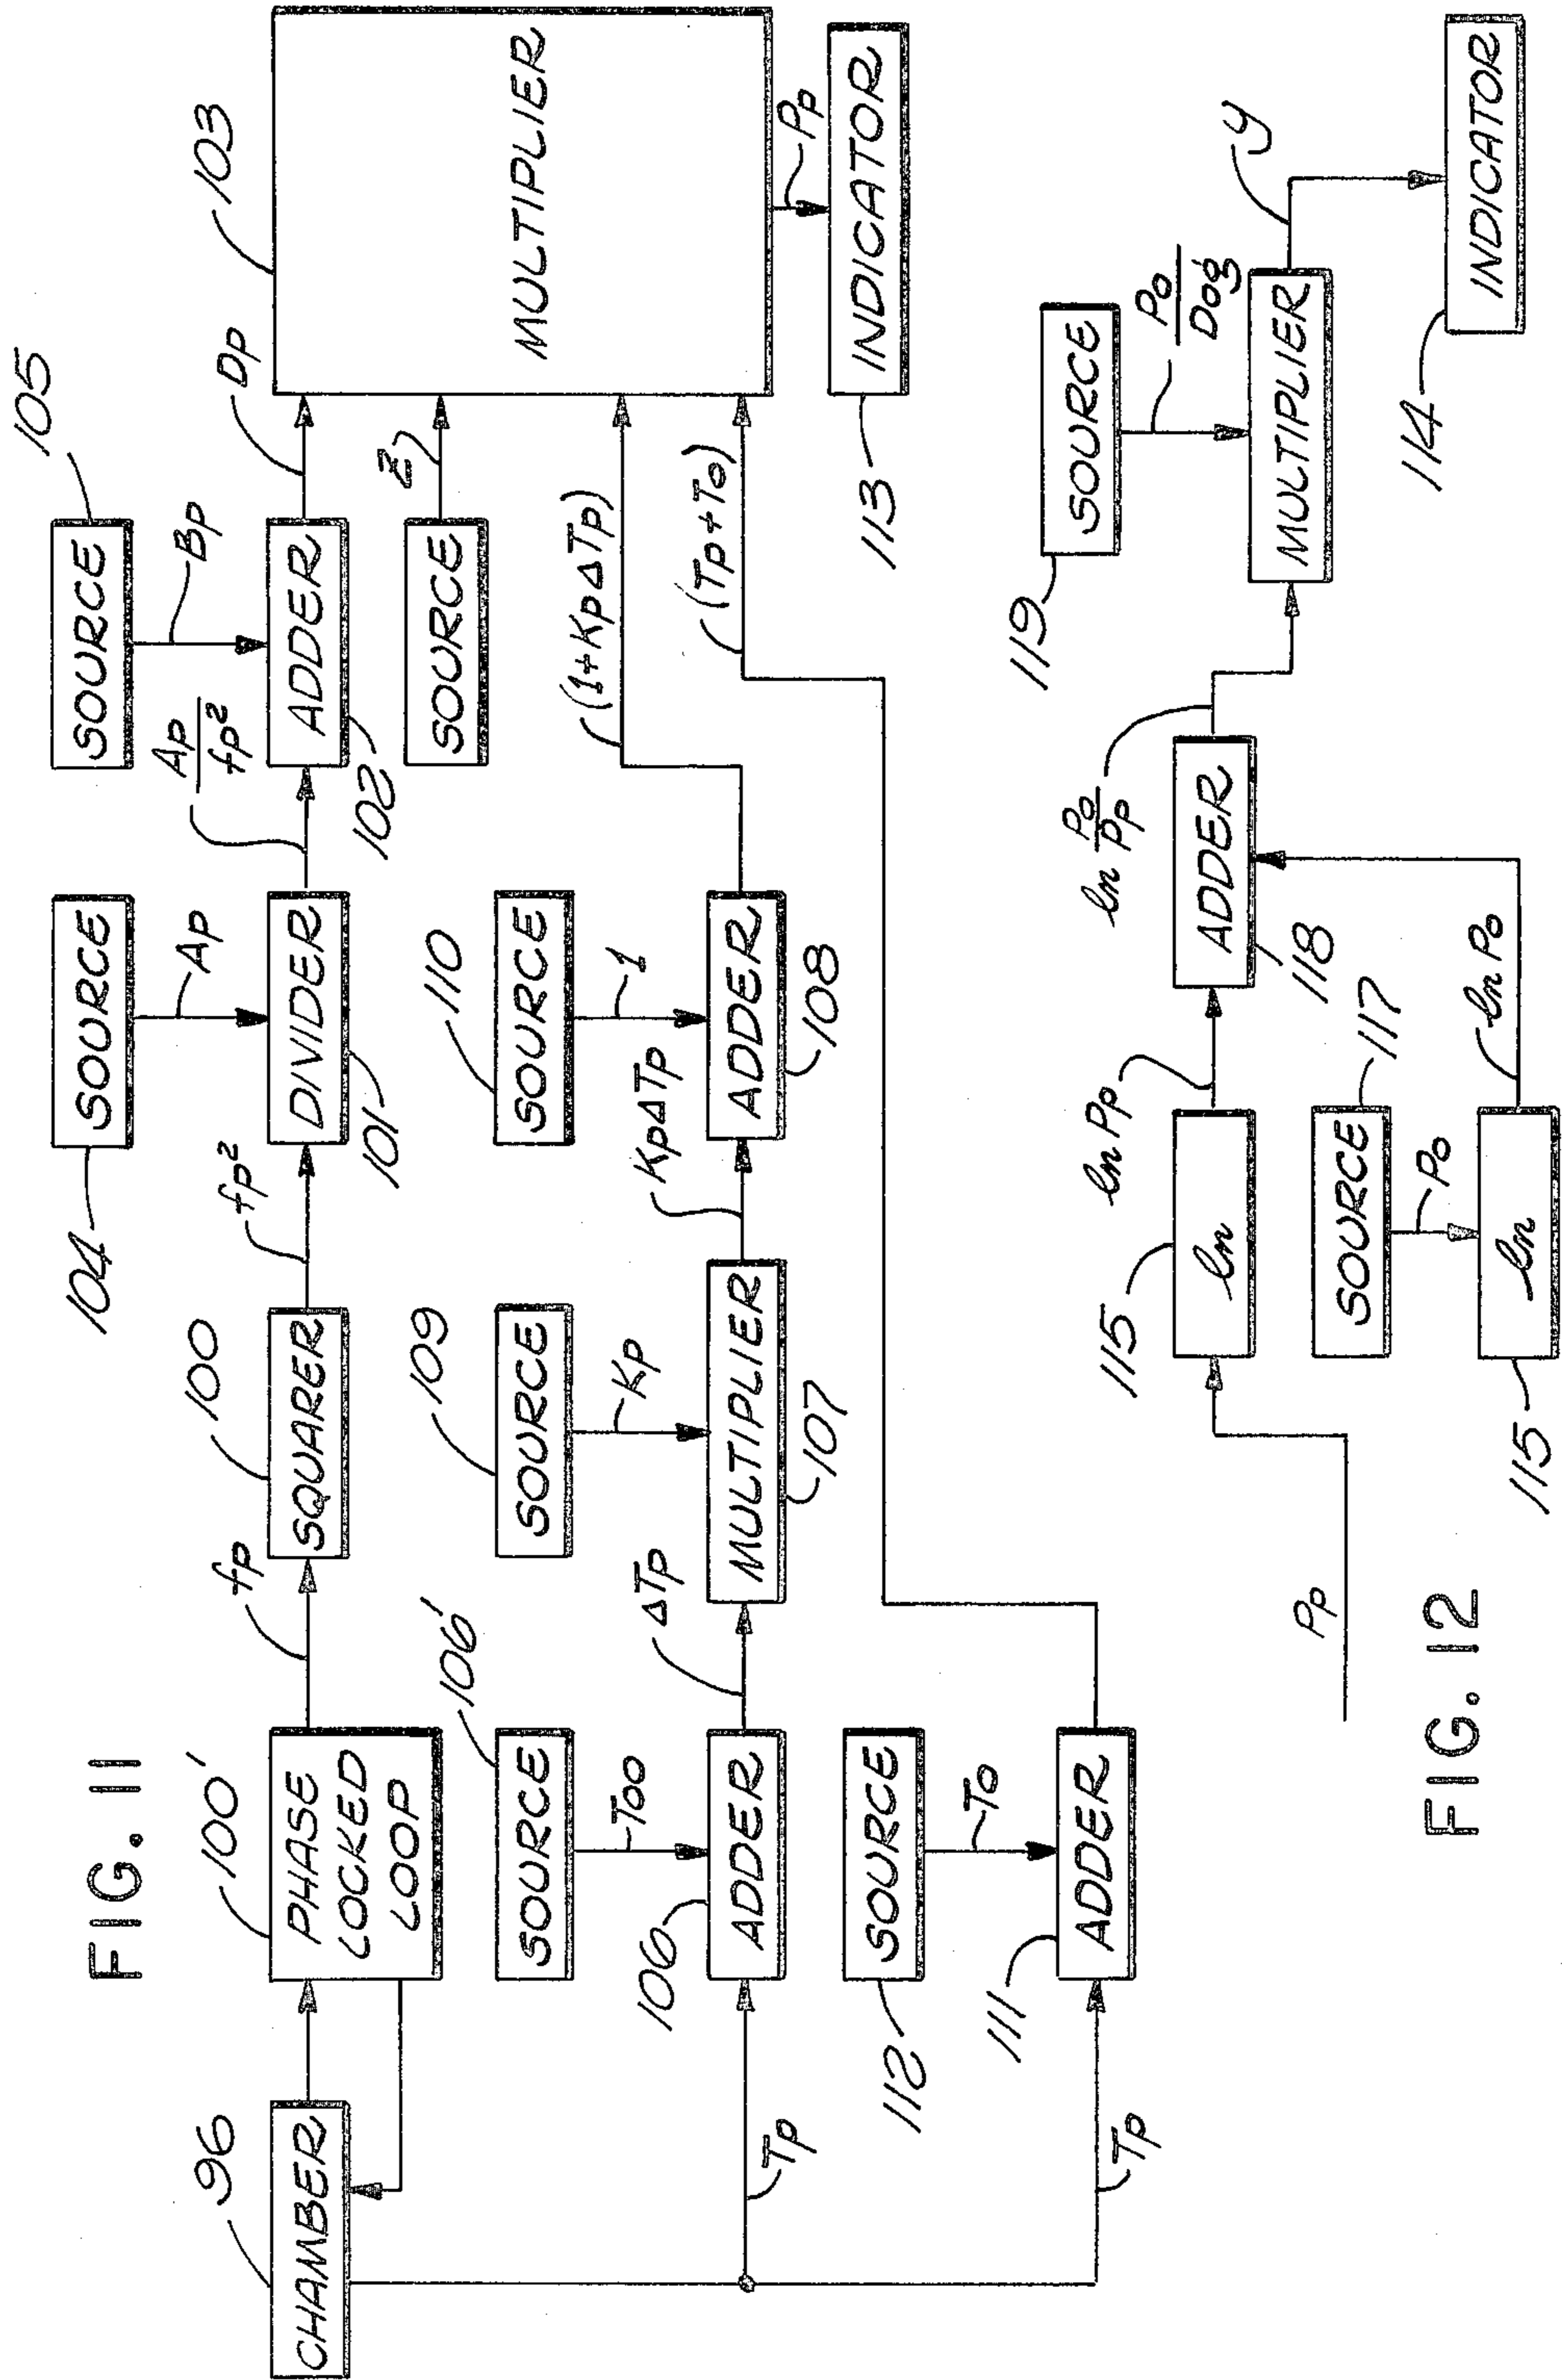 FIG. 11
96
CHAMBER
100'
PHASE
LOCKED
LOOP
fp
100
SQUARER
fp²
104
SOURCE
Ap
DIVIDER
101
Ap/fp²
105
SOURCE
Bp
ADDER
102
Dp
103
MULTIPLIER
SOURCE
Z
Tp
106'
SOURCE
Too
106
ADDER
ΔTp
109
SOURCE
Kp
MULTIPLIER
107
KpΔTp
110
SOURCE
1
ADDER
108
(1+KpΔTp)
(Tp+To)
Pp
INDICATOR
113
112
SOURCE
To
111
ADDER
Tp
FIG. 12
Pp
115
ln
ln Pp
SOURCE
117
Po
ln
115
ln Po
ADDER
118
ln Po/Pp
119
SOURCE
Po/Dog
MULTIPLIER
y
INDICATOR
114